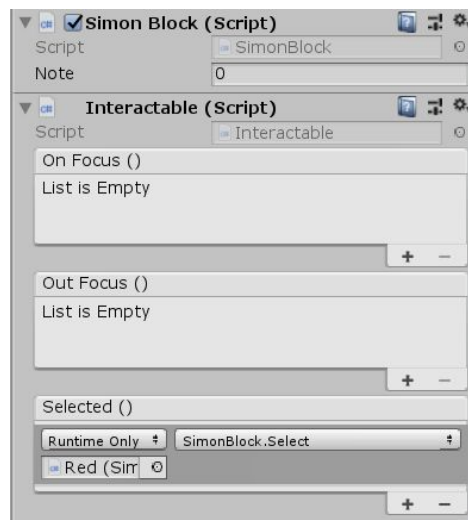 Simon Block (Script)
Script SimonBlock
Note 0
Interactable (Script)
Script Interactable
On Focus ()
List is Empty
Out Focus ()
List is Empty
Selected ()
Runtime Only SimonBlock.Select
Red (Sim